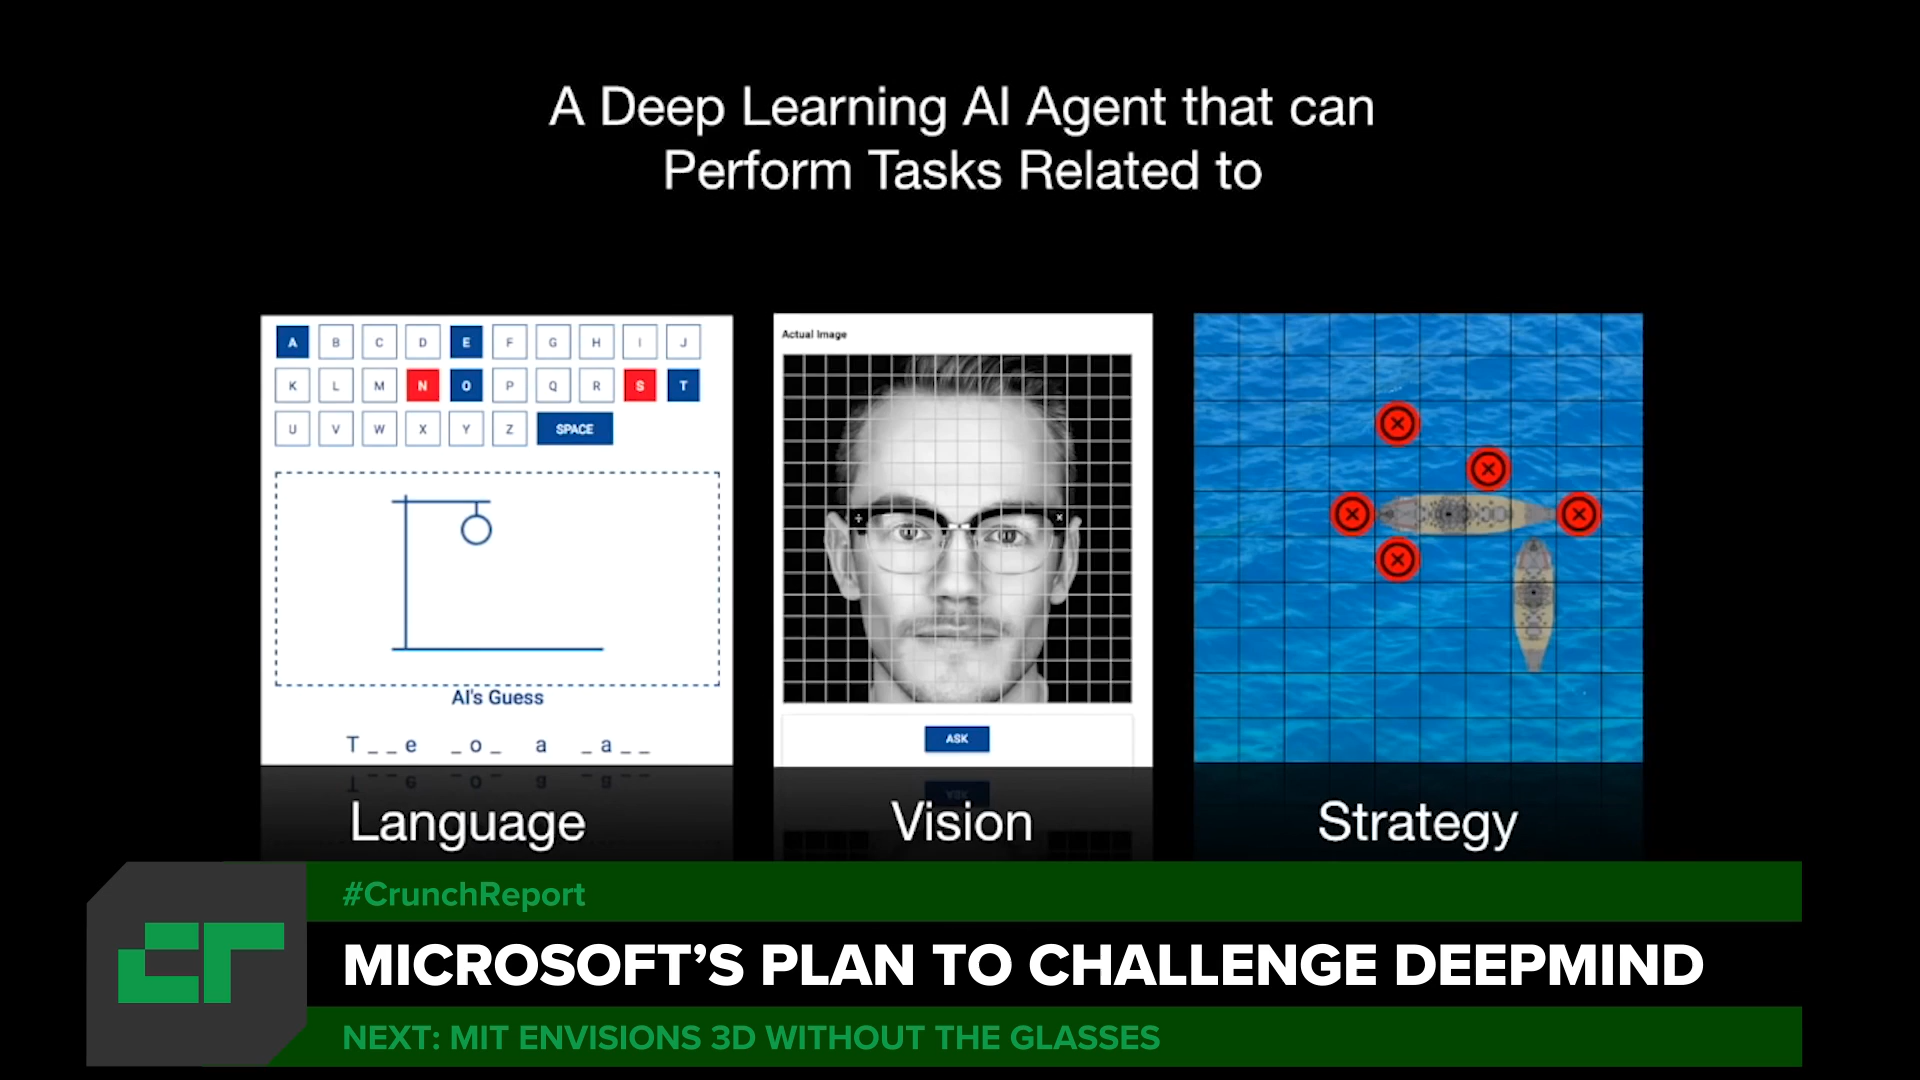 A Deep Learning AI Agent that can
Perform Tasks Related to
A B C D E F G H I J
K L M N O P Q R S T
U V W X Y Z SPACE
AI's Guess
T _ _ e _ o _ a _ a _ _
Actual Image
ASK
Language
Vision
Strategy
#CrunchReport
MICROSOFT’S PLAN TO CHALLENGE DEEPMIND
NEXT: MIT ENVISIONS 3D WITHOUT THE GLASSES